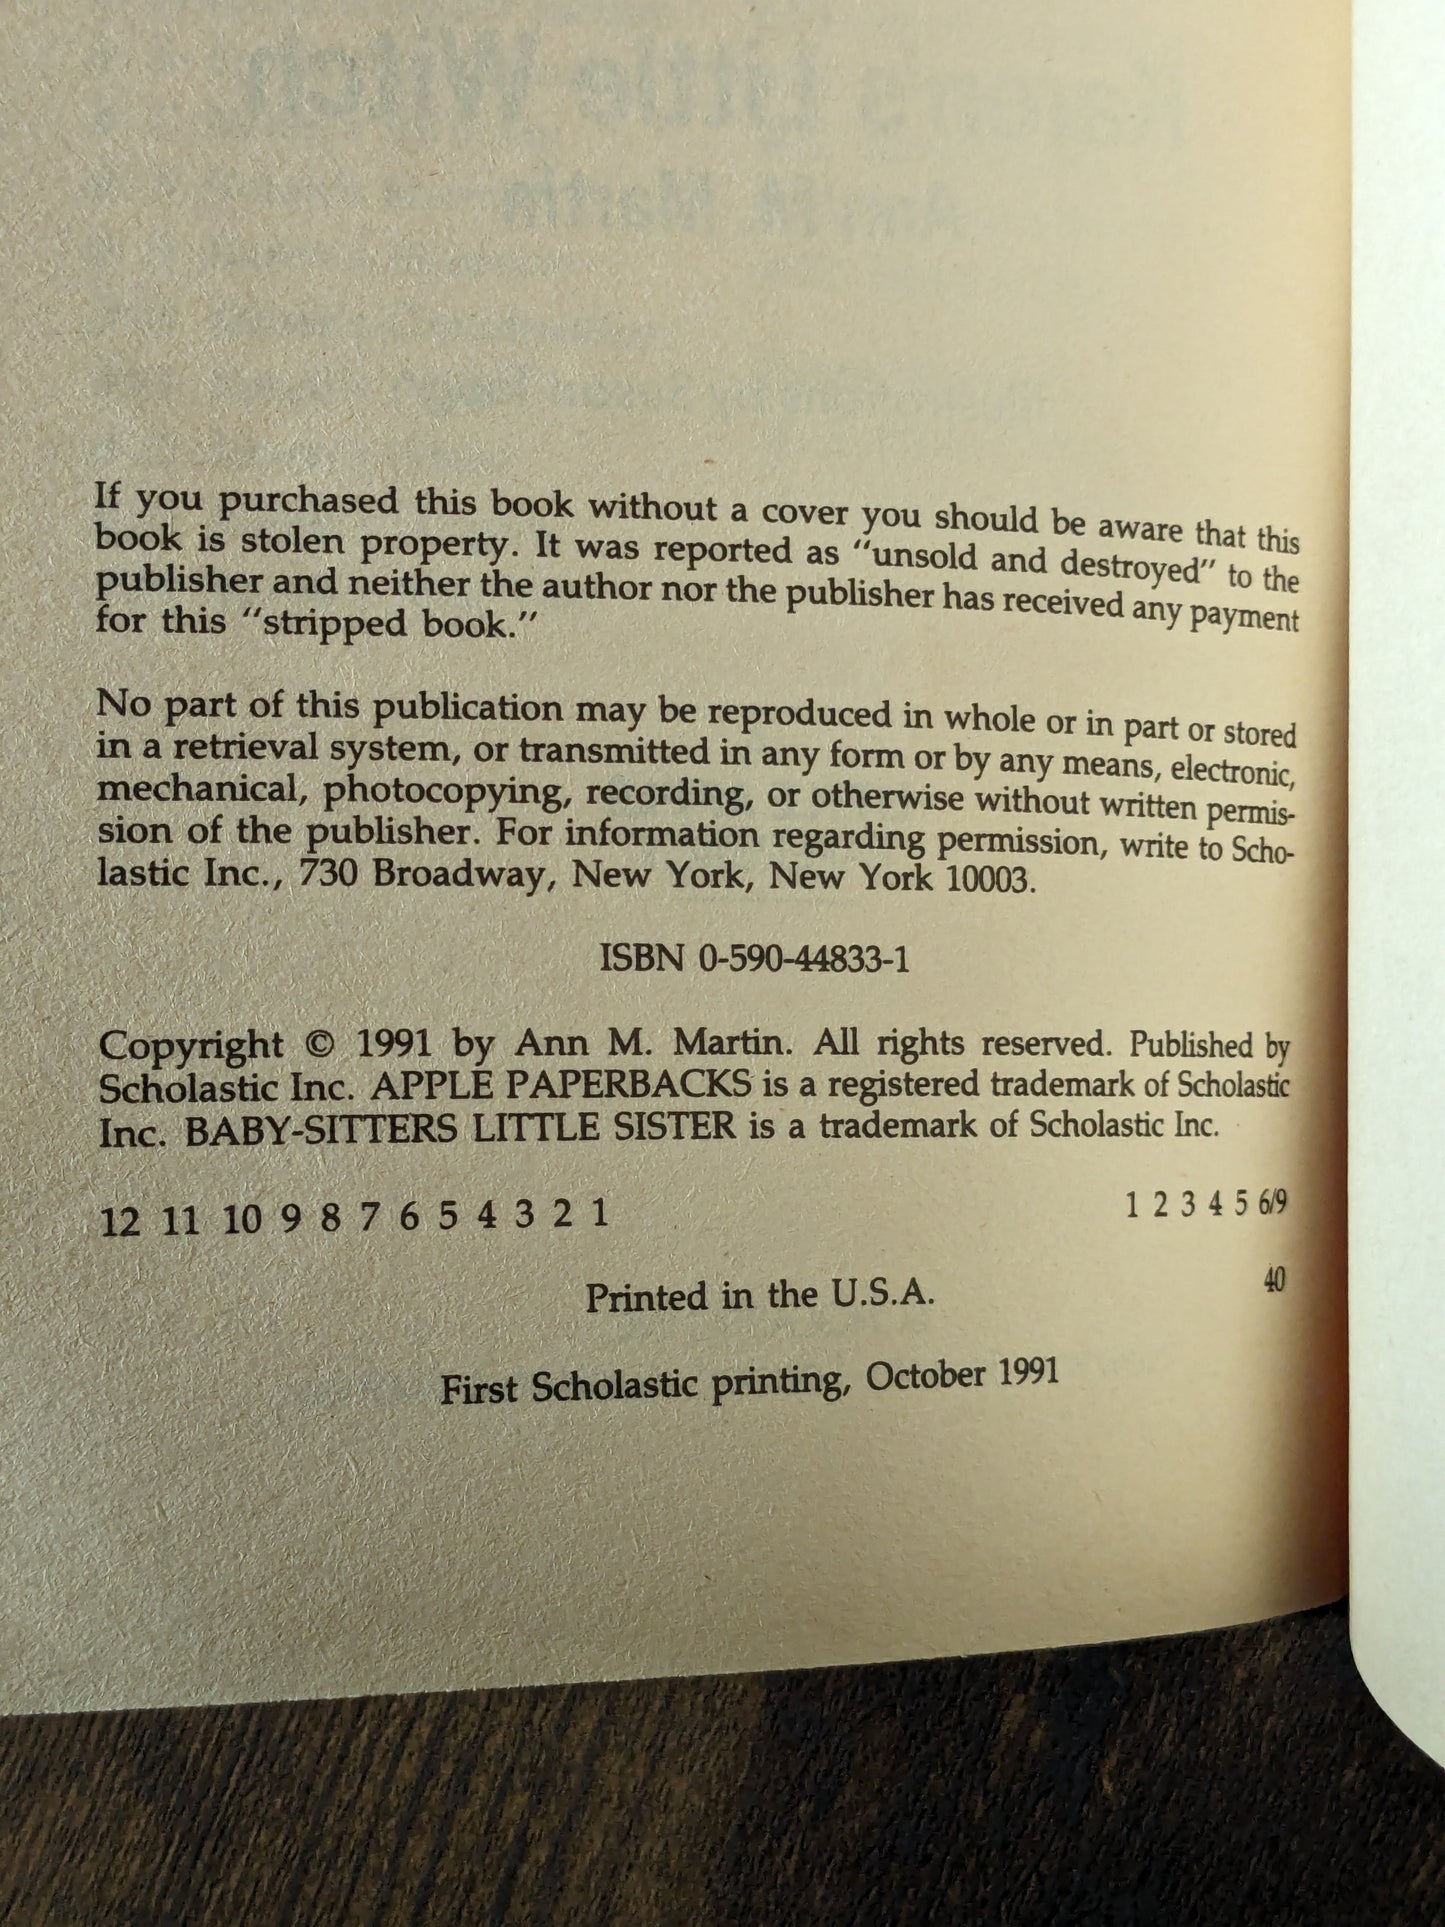 If you purchased this book without a cover you should be aware that this
book is stolen property. It was reported as "unsold and destroyed" to the
publisher and neither the author nor the publisher has received any payment
for this "stripped book."
No part of this publication may be reproduced in whole or in part or stored
in a retrieval system, or transmitted in any form or by any means, electronic,
mechanical, photocopying, recording, or otherwise without written permis-
sion of the publisher. For information regarding permission, write to Scho-
lastic Inc., 730 Broadway, New York, New York 10003.
ISBN 0-590-44833-1
Copyright © 1991 by Ann M. Martin. All rights reserved. Published by
Scholastic Inc. APPLE PAPERBACKS is a registered trademark of Scholastic
Inc. BABY-SITTERS LITTLE SISTER is a trademark of Scholastic Inc.
12 11 10 9 8 7 6 5 4 3 2 1 1 2 3 4 5 6/9
Printed in the U.S.A. 40
First Scholastic printing, October 1991